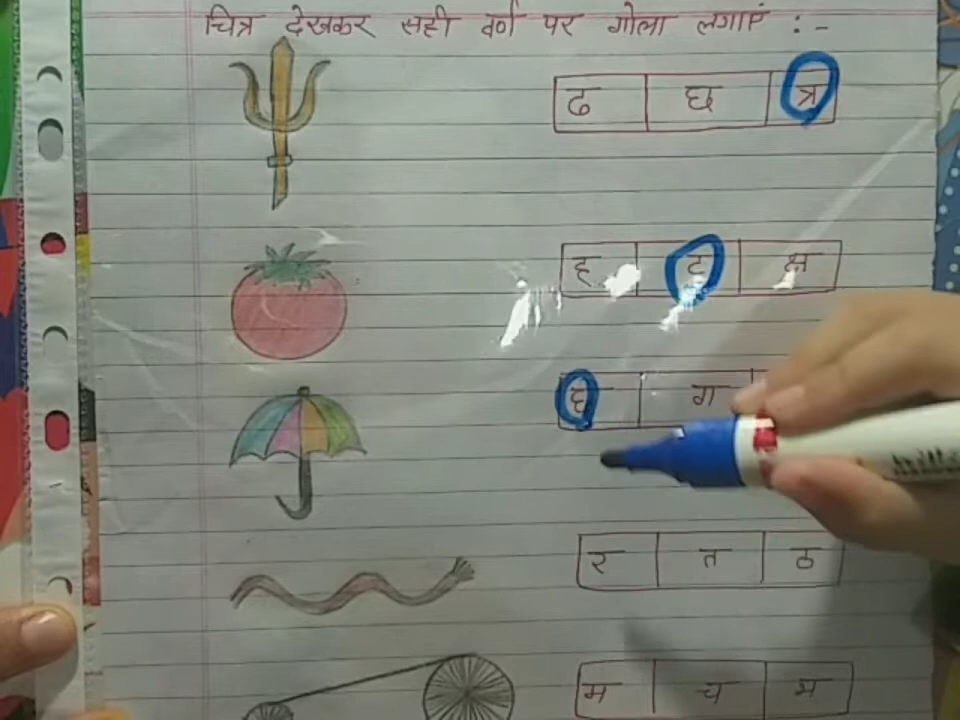 चित्र देखकर सही वर्ण पर गोला लगाएं :-
ढ छ त्र
ह ट क्ष
छ ग
र त ठ
म च भ